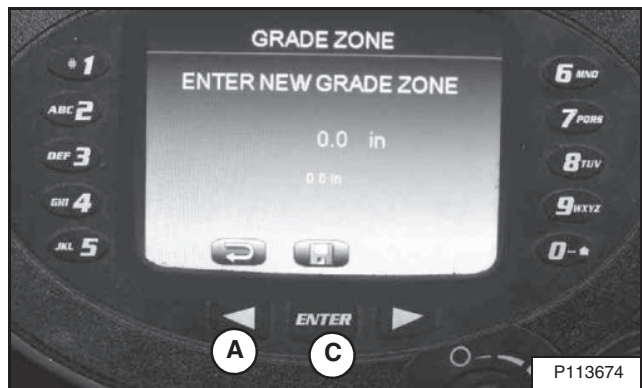 GRADE ZONE
ENTER NEW GRADE ZONE
0.0 in
0.0 in
* 1
ABC 2
DEF 3
GHI 4
JKL 5
6 MNO
7 PQRS
8 TUV
9 WXYZ
0-
ENTER
A
C
P113674